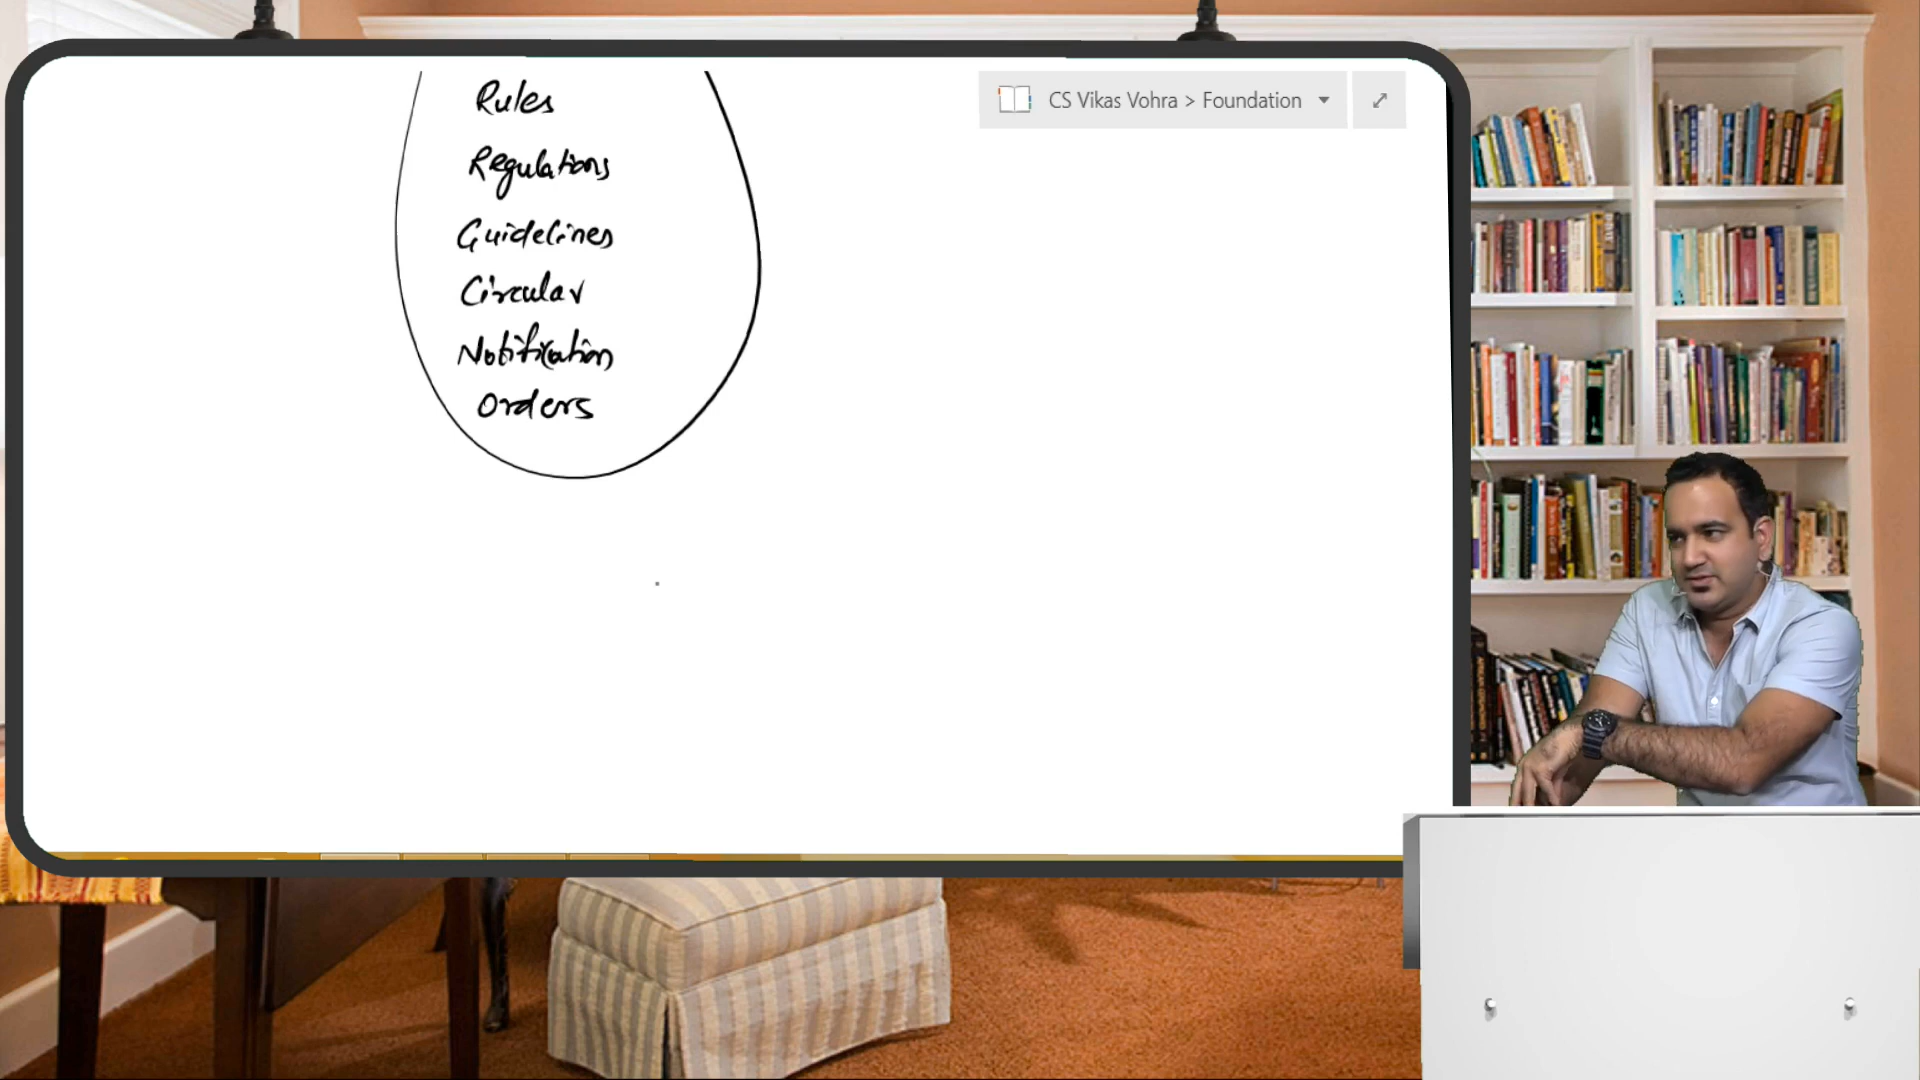 Rules
CS Vikas Vohra > Foundation
Regulations
Guidelines
Circular
Notification
Orders